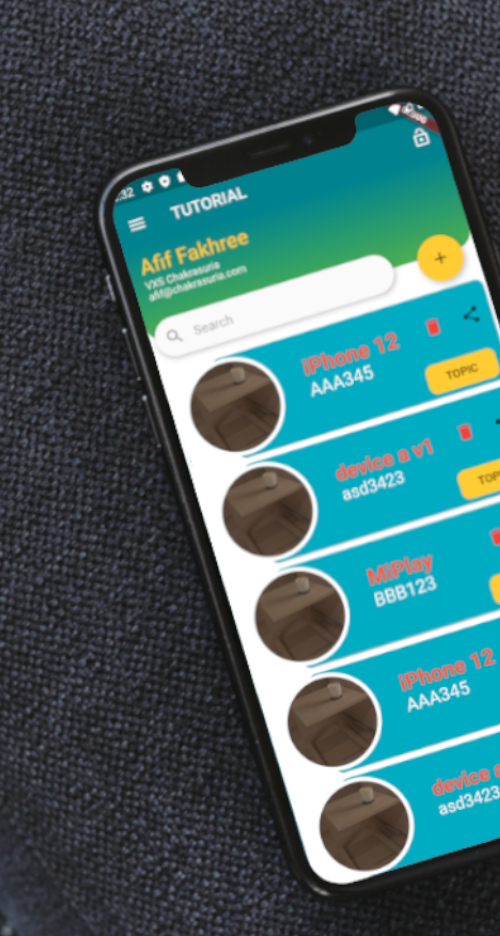 :32
TUTORIAL
Afif Fakhree
VXS Chakrasuria
afif@chakrasuria.com
Search
+
iPhone 12
AAA345
TOPIC
device a v1
asd3423
TOP
MiPlay
BBB123
iPhone 12
AAA345
device a
asd3423